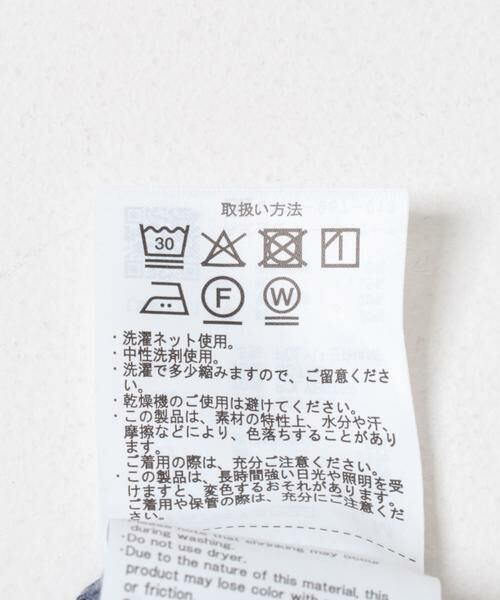 取扱い方法
30
F
W
・洗濯ネット使用。
・中性洗剤使用。
・洗濯で多少縮みますので、ご留意くださ
い。
・乾燥機のご使用は避けてください。
・この製品は、素材の特性上、水分や汗、
摩擦などにより、色落ちすることがあり
ます。
ご着用の際は、充分ご注意ください。
・この製品は、長時間強い日光や照明を受
けますと、変色するおそれがあります。
ご着用や保管の際は、充分にご注意くだ
さい。
note that shrinking may occur
during washing.
・Do not use dryer.
・Due to the nature of this material, this
product may lose color with
or friction